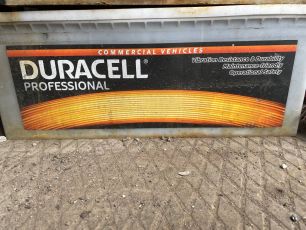 COMMERCIAL VEHICLES
DURACELL®
PROFESSIONAL
Vibration Resistance & Durability
Maintenance-friendly
Operational Safety